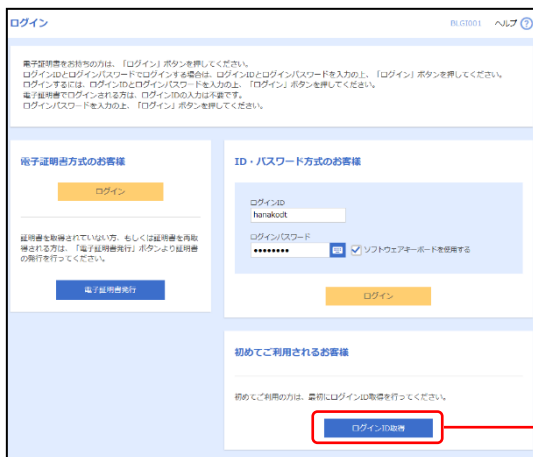 ログイン
BLGI001 ヘルプ ?
電子証明書をお持ちの方は、「ログイン」ボタンを押してください。
ログインIDとログインパスワードでログインする場合は、ログインIDとログインパスワードを入力の上、「ログイン」ボタンを押してください。
ログインするには、ログインIDとログインパスワードを入力の上、「ログイン」ボタンを押してください。
電子証明書でログインされる方は、ログインIDの入力は不要です。
ログインパスワードを入力の上、「ログイン」ボタンを押してください。
電子証明書方式のお客様
ログイン
証明書を取得されていない方、もしくは証明書を再取
得される方は、「電子証明書発行」ボタンより証明書
の発行を行ってください。
電子証明書発行
ID・パスワード方式のお客様
ログインID
hanakodt
ログインパスワード
••••••••
ソフトウェアキーボードを使用する
ログイン
初めてご利用されるお客様
初めてご利用の方は、最初にログインID取得を行ってください。
ログインID取得